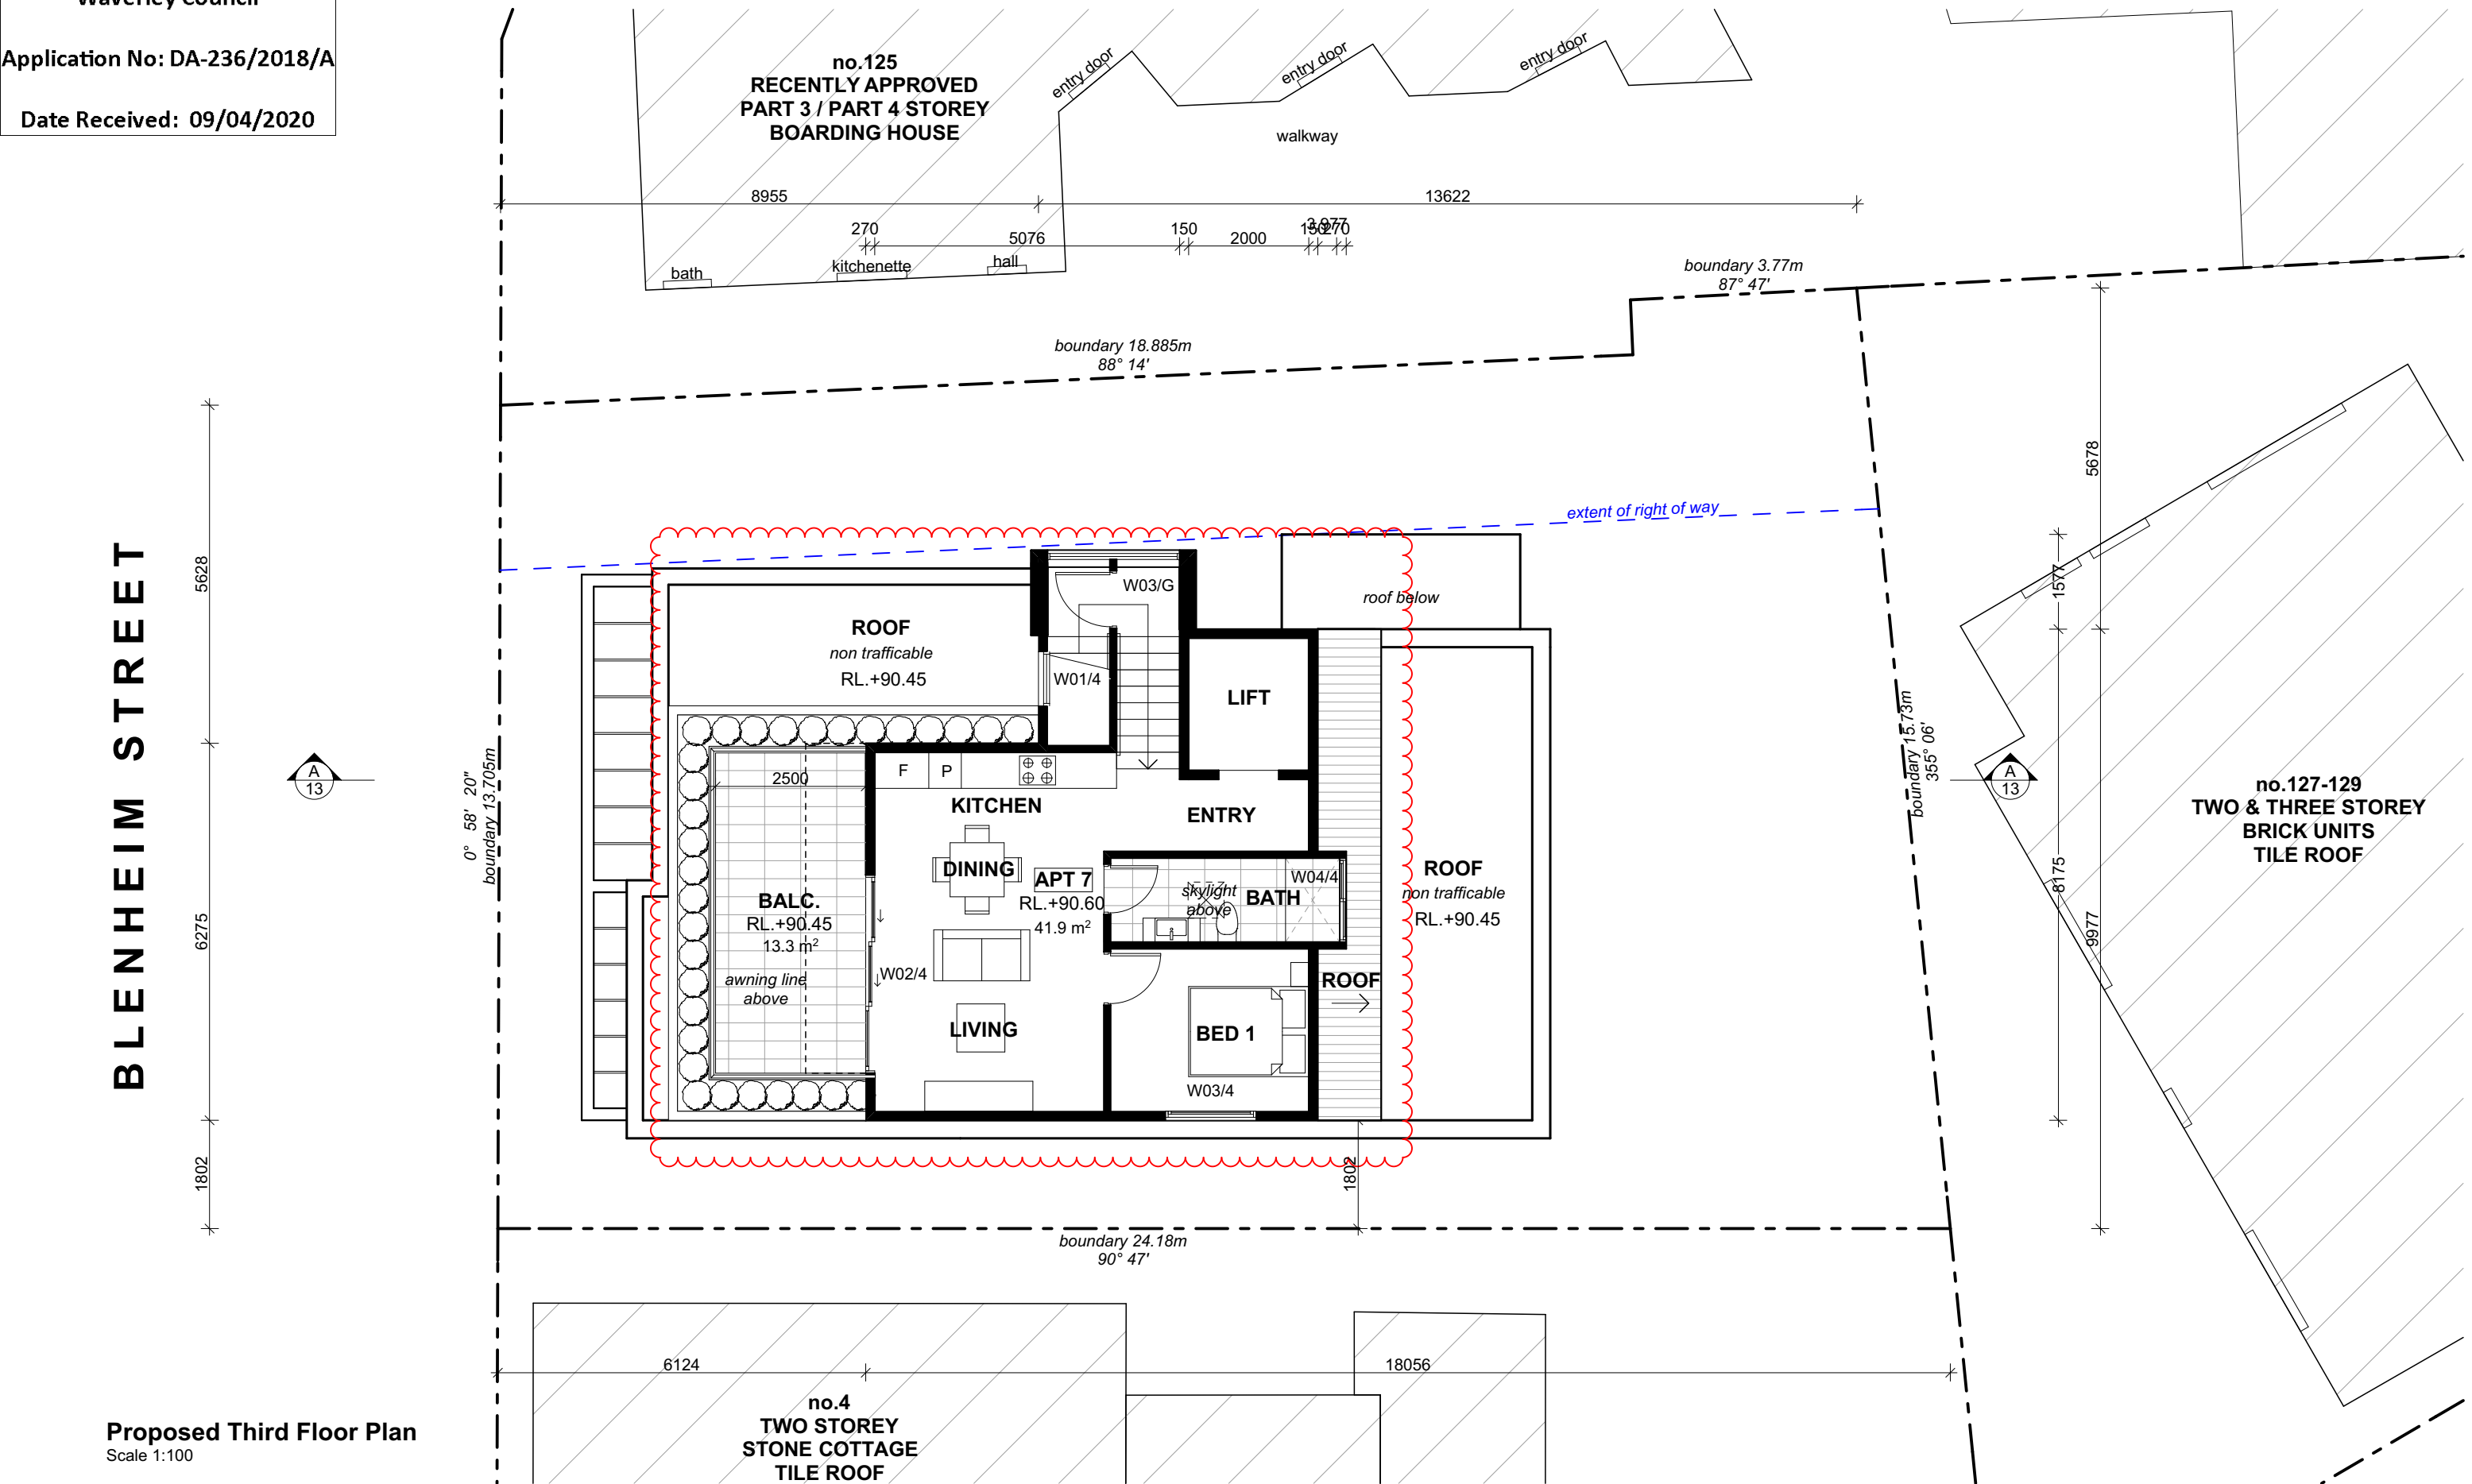 Waverley Council
Application No: DA-236/2018/A
Date Received: 09/04/2020
no.125
RECENTLY APPROVED
PART 3 / PART 4 STOREY
BOARDING HOUSE
entry door
entry door
entry door
walkway
8955
13622
270
5076
150
2000
150
270
bath
kitchenette
hall
boundary 3.77m
87° 47'
boundary 18.885m
88° 14'
extent of right of way
5678
1577
8175
9977
5628
6275
1802
BLENHEIM STREET
A
13
0° 58' 20"
boundary 13.705m
ROOF
non trafficable
RL.+90.45
W03/G
W01/4
LIFT
roof below
2500
F
P
KITCHEN
ENTRY
DINING
APT 7
RL.+90.60
41.9 m²
BALC.
RL.+90.45
13.3 m²
awning line
above
W02/4
LIVING
skylight
above
BATH
W04/4
BED 1
W03/4
ROOF
ROOF
non trafficable
RL.+90.45
boundary 15.73m
355° 06'
A
13
no.127-129
TWO & THREE STOREY
BRICK UNITS
TILE ROOF
1802
boundary 24.18m
90° 47'
6124
18056
no.4
TWO STOREY
STONE COTTAGE
TILE ROOF
Proposed Third Floor Plan
Scale 1:100